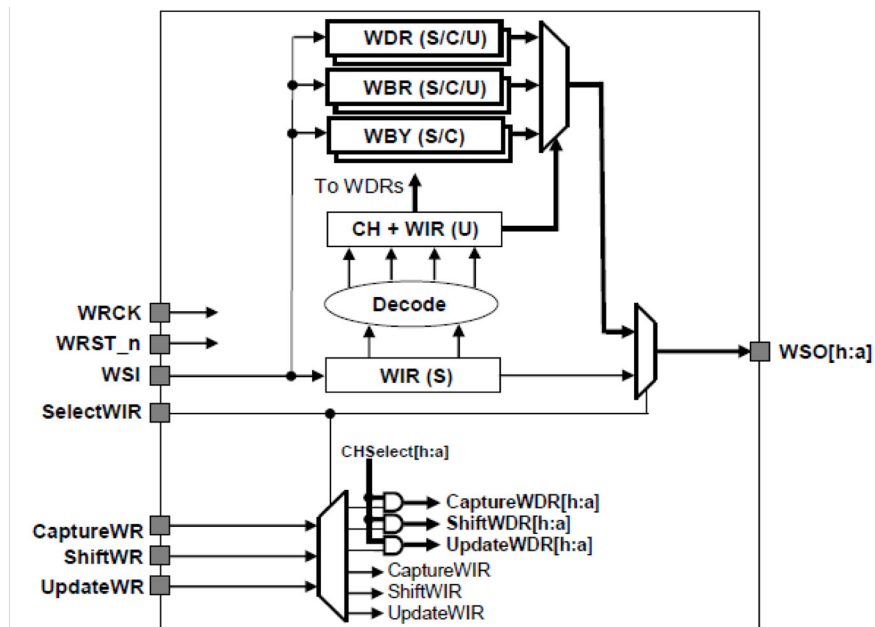 WDR (S/C/U)
WBR (S/C/U)
WBY (S/C)
To WDRs
CH + WIR (U)
Decode
WRCK
WRST_n
WSI
WIR (S)
WSO[h:a]
SelectWIR
CHSelect[h:a]
CaptureWDR[h:a]
CaptureWR
ShiftWDR[h:a]
ShiftWR
UpdateWDR[h:a]
CaptureWIR
UpdateWR
ShiftWIR
UpdateWIR